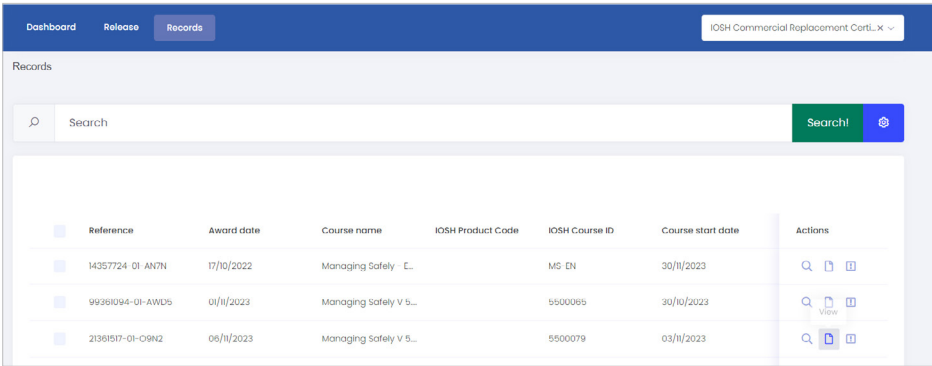 Dashboard Release Records IOSH Commercial Replacement Certi...
Records
Search Search!
Reference Award date Course name IOSH Product Code IOSH Course ID Course start date Actions
14357724-01-AN7N 17/10/2022 Managing Safely - E... MS-EN 30/11/2023
99361094-01-AWD5 01/11/2023 Managing Safely V 5.... 5500065 30/10/2023
View
21361517-01-O9N2 06/11/2023 Managing Safely V 5.... 5500079 03/11/2023